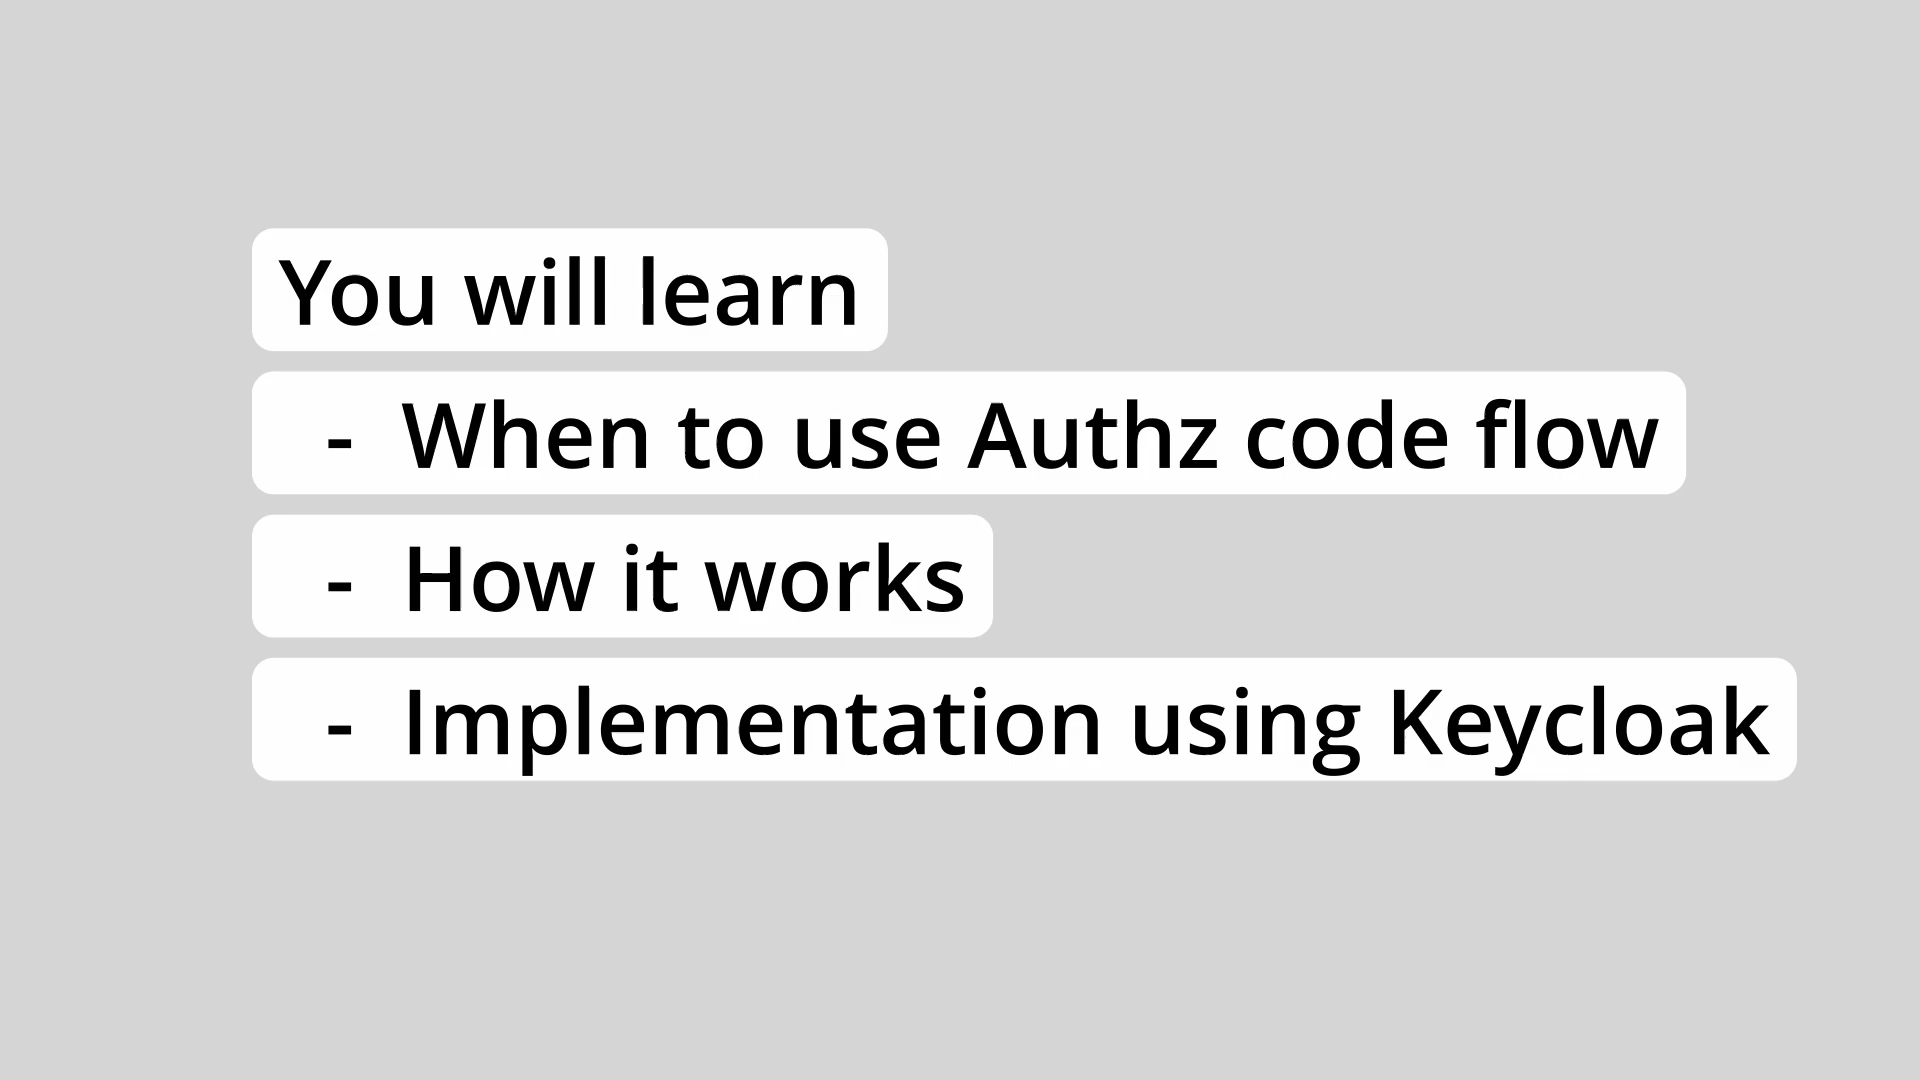 You will learn
- When to use Authz code flow
- How it works
- Implementation using Keycloak